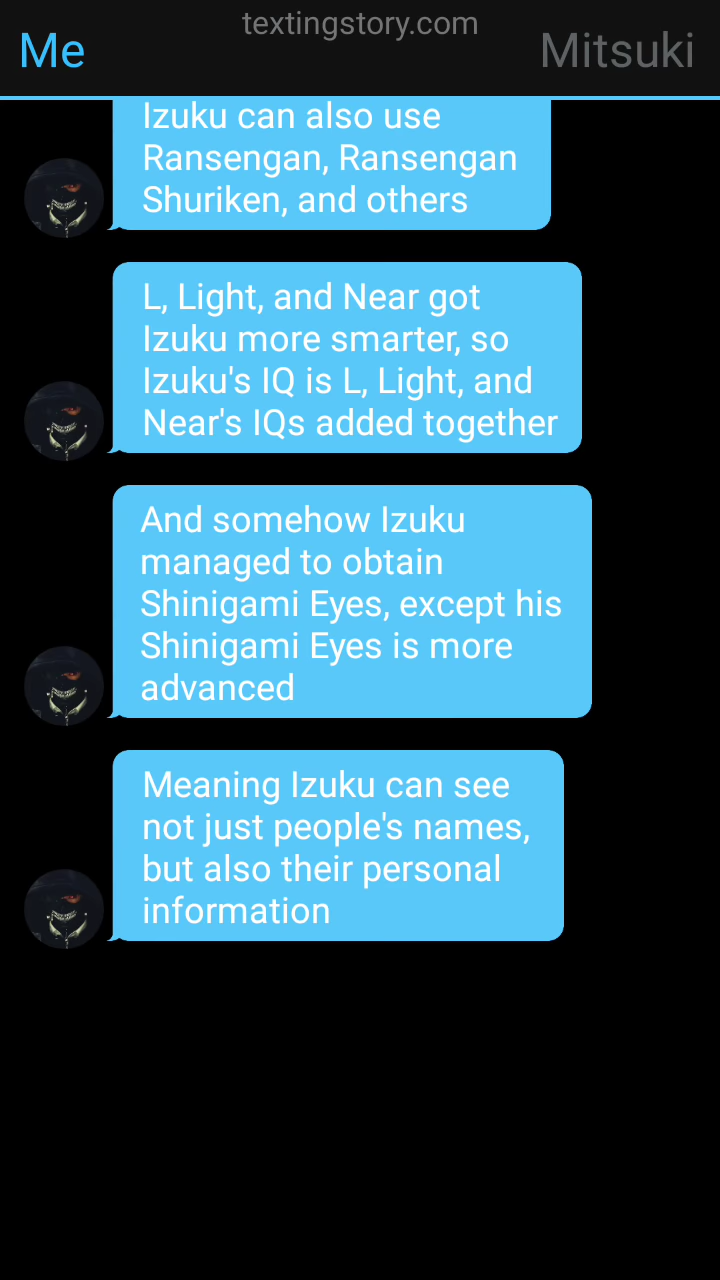 textingstory.com
Me
Mitsuki
Izuku can also use
Ransengan, Ransengan
Shuriken, and others
L, Light, and Near got
Izuku more smarter, so
Izuku's IQ is L, Light, and
Near's IQs added together
And somehow Izuku
managed to obtain
Shinigami Eyes, except his
Shinigami Eyes is more
advanced
Meaning Izuku can see
not just people's names,
but also their personal
information